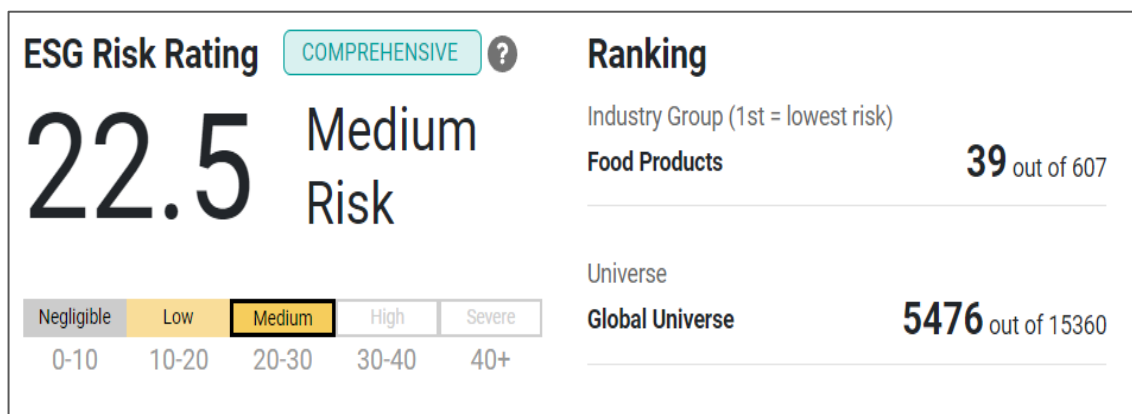 ESG Risk Rating COMPREHENSIVE ?
22.5 Medium
Risk
Negligible Low Medium High Severe
0-10 10-20 20-30 30-40 40+
Ranking
Industry Group (1st = lowest risk)
Food Products 39 out of 607
Universe
Global Universe 5476 out of 15360